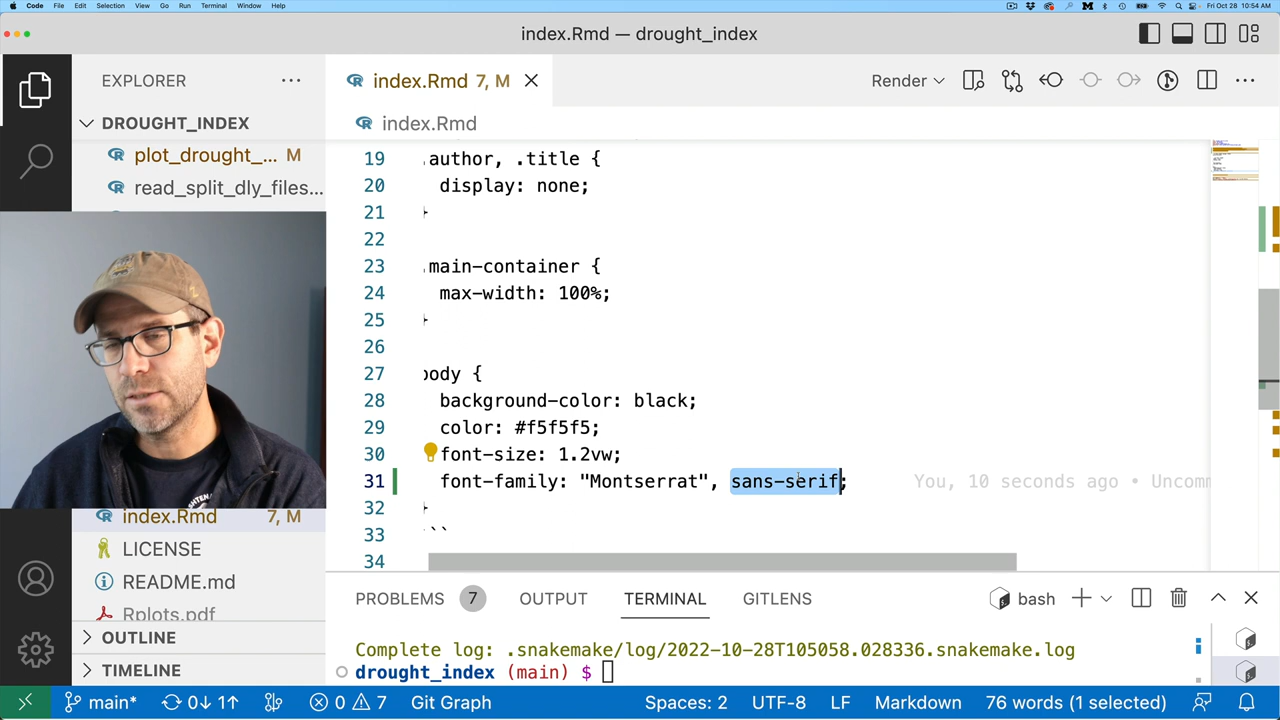 Code File Edit Selection View Go Run Terminal Window Help Fri Oct 28 10:54 AM
index.Rmd — drought_index
EXPLORER
index.Rmd 7, M
Render
DROUGHT_INDEX
index.Rmd
plot_drought_... M
read_split_dly_files...
19 author, .title {
20 display: none;
21 }
22
23 main-container {
24 max-width: 100%;
25 }
26
27 body {
28 background-color: black;
29 color: #f5f5f5;
30 font-size: 1.2vw;
31 font-family: "Montserrat", sans-serif; You, 10 seconds ago • Uncomm
32 }
33 ``
34
index.Rmd 7, M
LICENSE
README.md
Rplots.pdf
OUTLINE
TIMELINE
PROBLEMS 7 OUTPUT TERMINAL GITLENS bash
Complete log: .snakemake/log/2022-10-28T105058.028336.snakemake.log
drought_index (main) $
main* 0↓ 1↑ 0 7 Git Graph Spaces: 2 UTF-8 LF Markdown 76 words (1 selected)